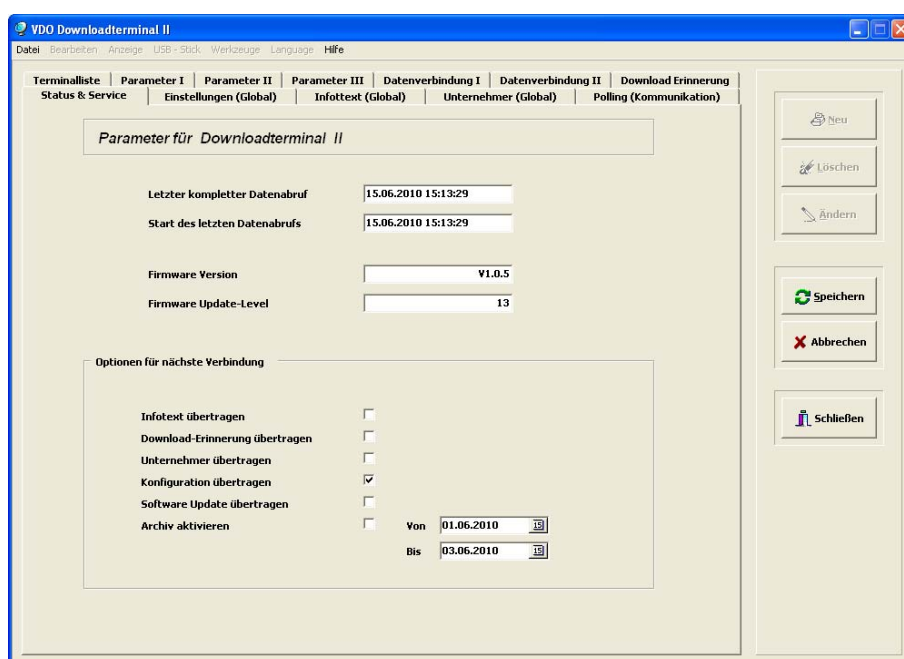 VDO Downloadterminal II
Datei Bearbeiten Anzeige USB - Stick Werkzeuge Language Hilfe
Terminalliste Parameter I Parameter II Parameter III Datenverbindung I Datenverbindung II Download Erinnerung
Status & Service Einstellungen (Global) Infottext (Global) Unternehmer (Global) Polling (Kommunikation)
Parameter für Downloadterminal II
Letzter kompletter Datenabruf 15.06.2010 15:13:29
Start des letzten Datenabrufs 15.06.2010 15:13:29
Firmware Version V1.0.5
Firmware Update-Level 13
Optionen für nächste Verbindung
Infotext übertragen
Download-Erinnerung übertragen
Unternehmer übertragen
Konfiguration übertragen
Software Update übertragen
Archiv aktivieren Von 01.06.2010 15
Bis 03.06.2010 15
Neu
Löschen
Ändern
Speichern
Abbrechen
Schließen